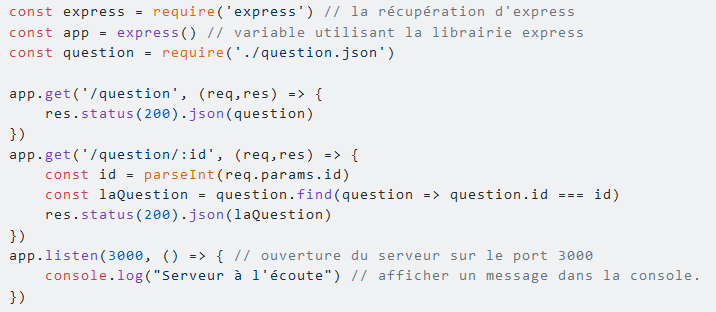 const express = require('express') // la récupération d'express
const app = express() // variable utilisant la librairie express
const question = require('./question.json')

app.get('/question', (req,res) => {
    res.status(200).json(question)
})
app.get('/question/:id', (req,res) => {
    const id = parseInt(req.params.id)
    const laQuestion = question.find(question => question.id === id)
    res.status(200).json(laQuestion)
})
app.listen(3000, () => { // ouverture du serveur sur le port 3000
    console.log("Serveur à l'écoute") // afficher un message dans la console.
})